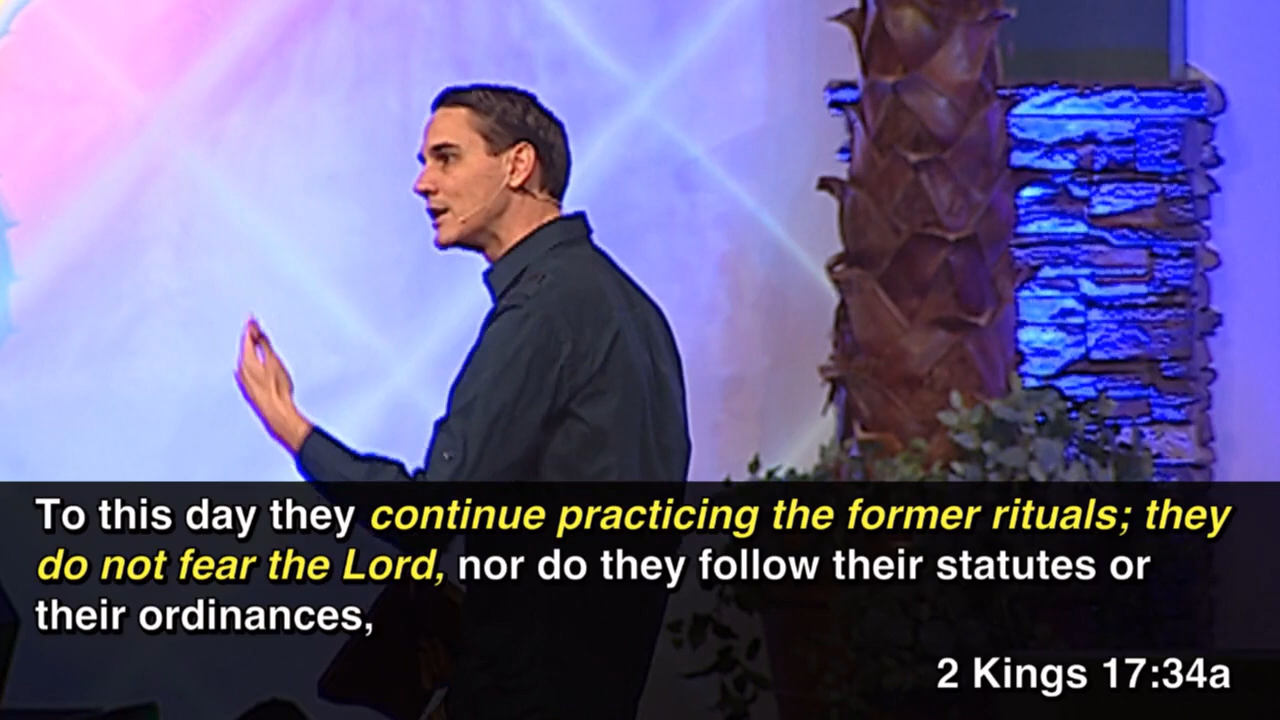 To this day they continue practicing the former rituals; they
do not fear the Lord, nor do they follow their statutes or
their ordinances,
2 Kings 17:34a